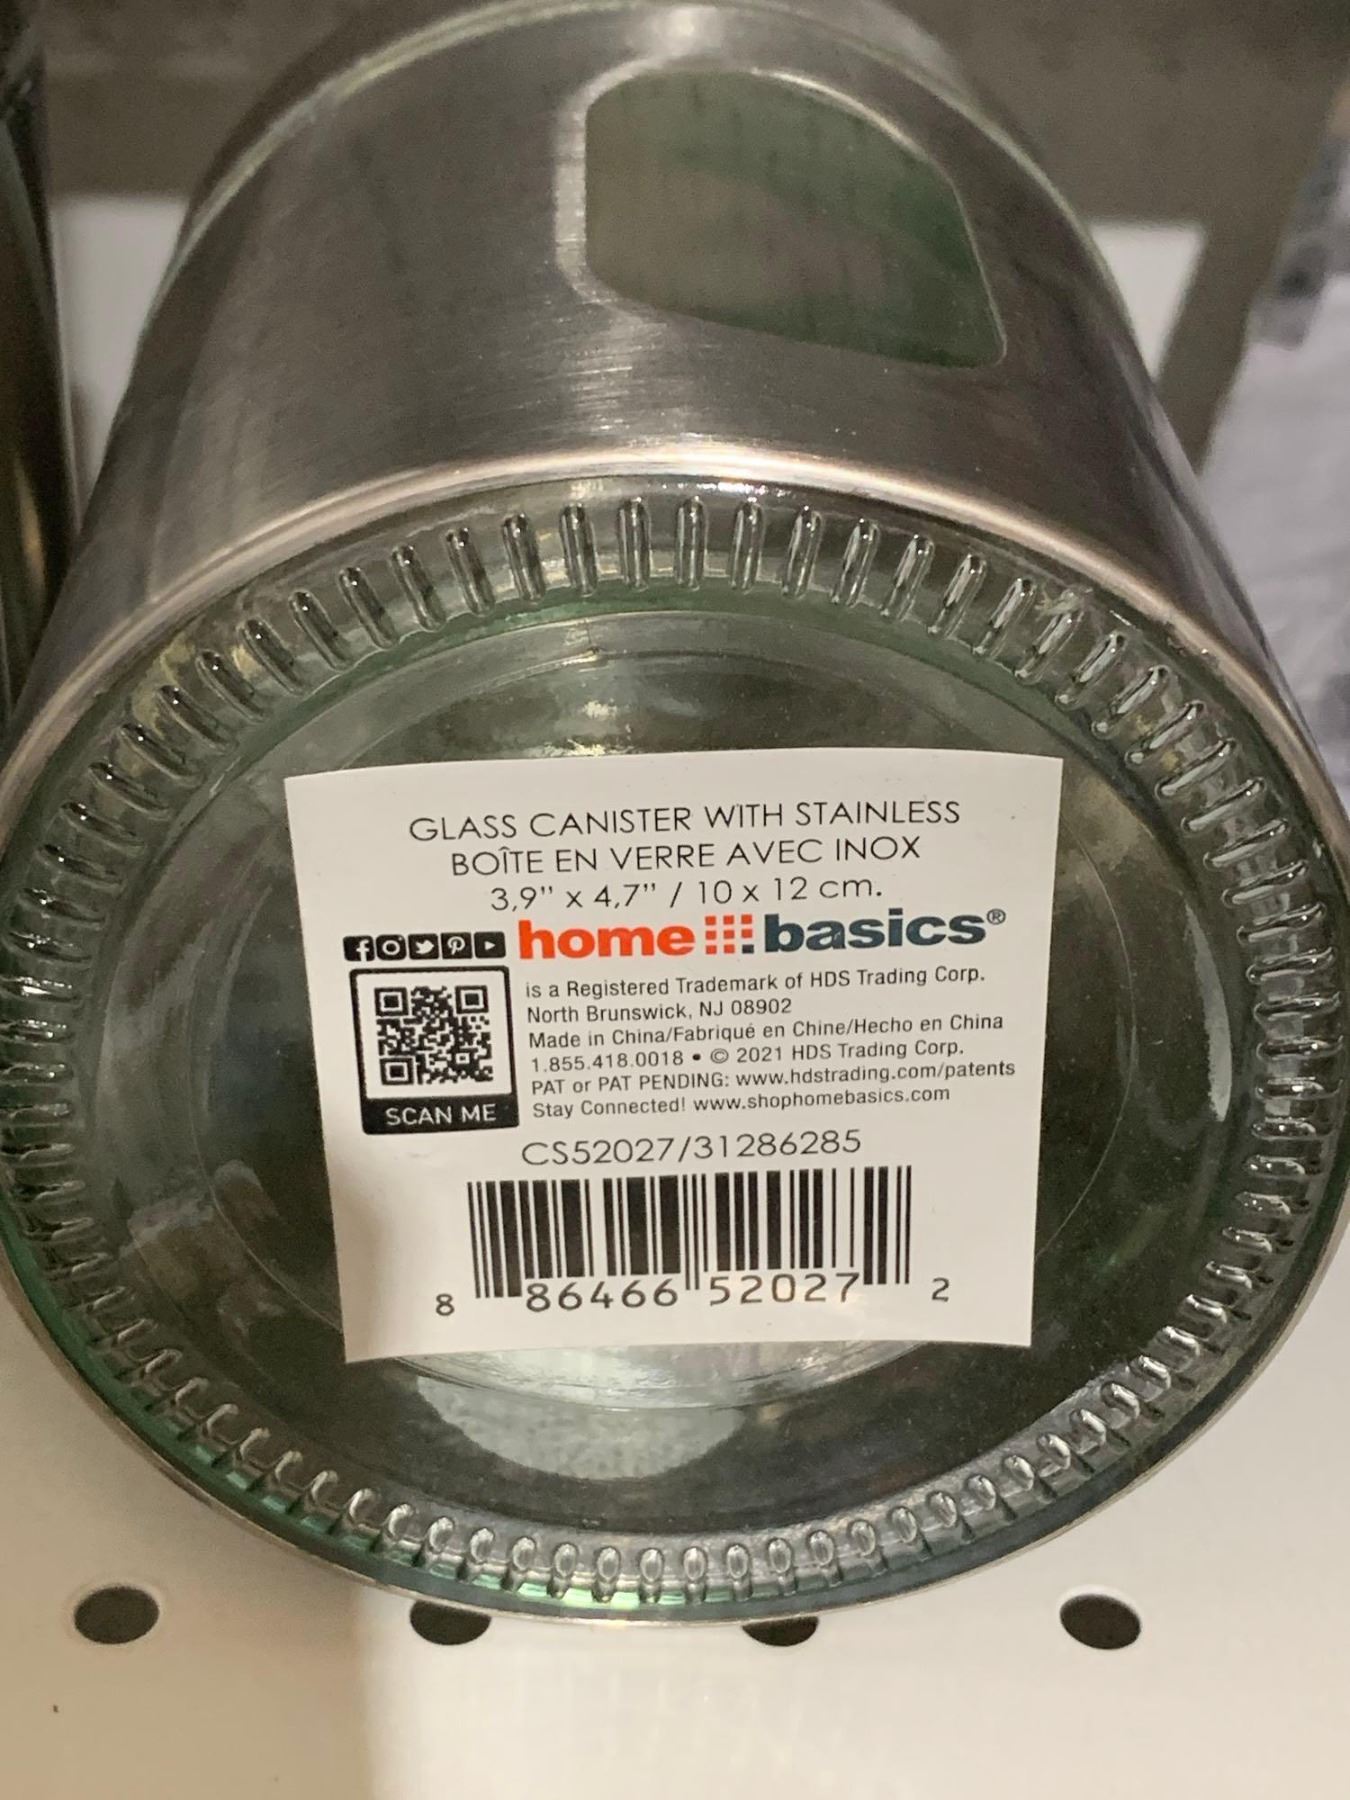 GLASS CANISTER WITH STAINLESS
BOÎTE EN VERRE AVEC INOX
3,9" x 4,7" / 10 x 12 cm.
home basics®
is a Registered Trademark of HDS Trading Corp.
North Brunswick, NJ 08902
Made in China/Fabriqué en Chine/Hecho en China
1.855.418.0018 • © 2021 HDS Trading Corp.
PAT or PAT PENDING: www.hdstrading.com/patents
Stay Connected! www.shophomebasics.com
SCAN ME
CS52027/31286285
8 86466 52027 2